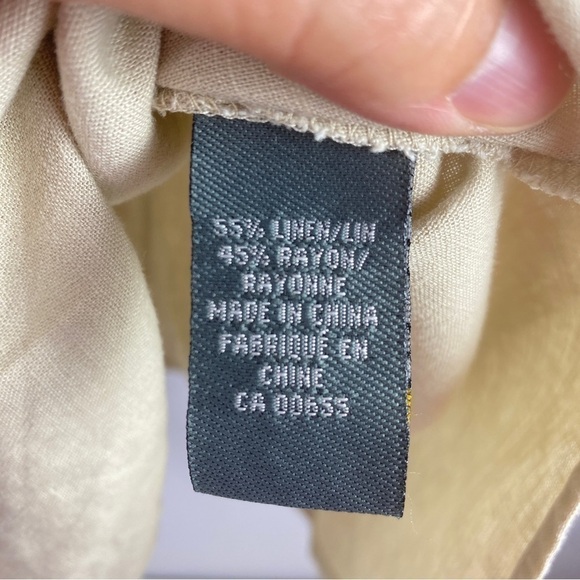 55% LINEN/LIN
45% RAYON/
RAYONNE
MADE IN CHINA
FABRIQUÉ EN
CHINE
CA 00655